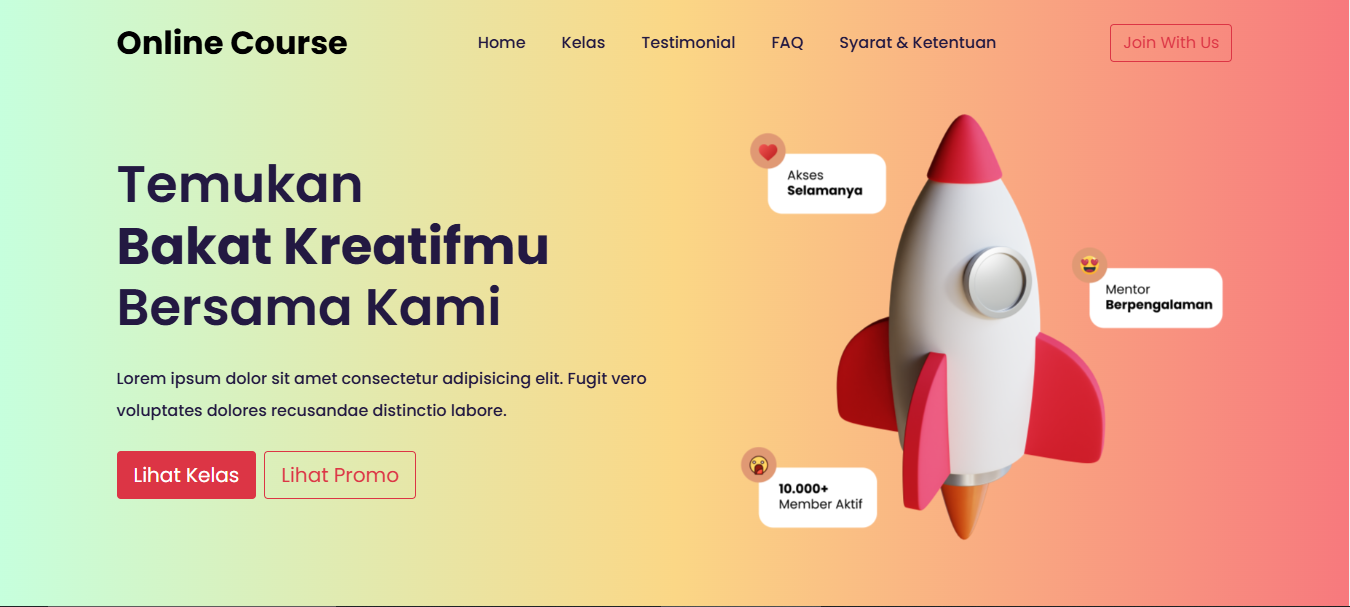 Online Course
Home
Kelas
Testimonial
FAQ
Syarat & Ketentuan
Join With Us
Temukan
Bakat Kreatifmu
Bersama Kami
Lorem ipsum dolor sit amet consectetur adipisicing elit. Fugit vero
voluptates dolores recusandae distinctio labore.
Lihat Kelas
Lihat Promo
Akses
Selamanya
Mentor
Berpengalaman
10.000+
Member Aktif